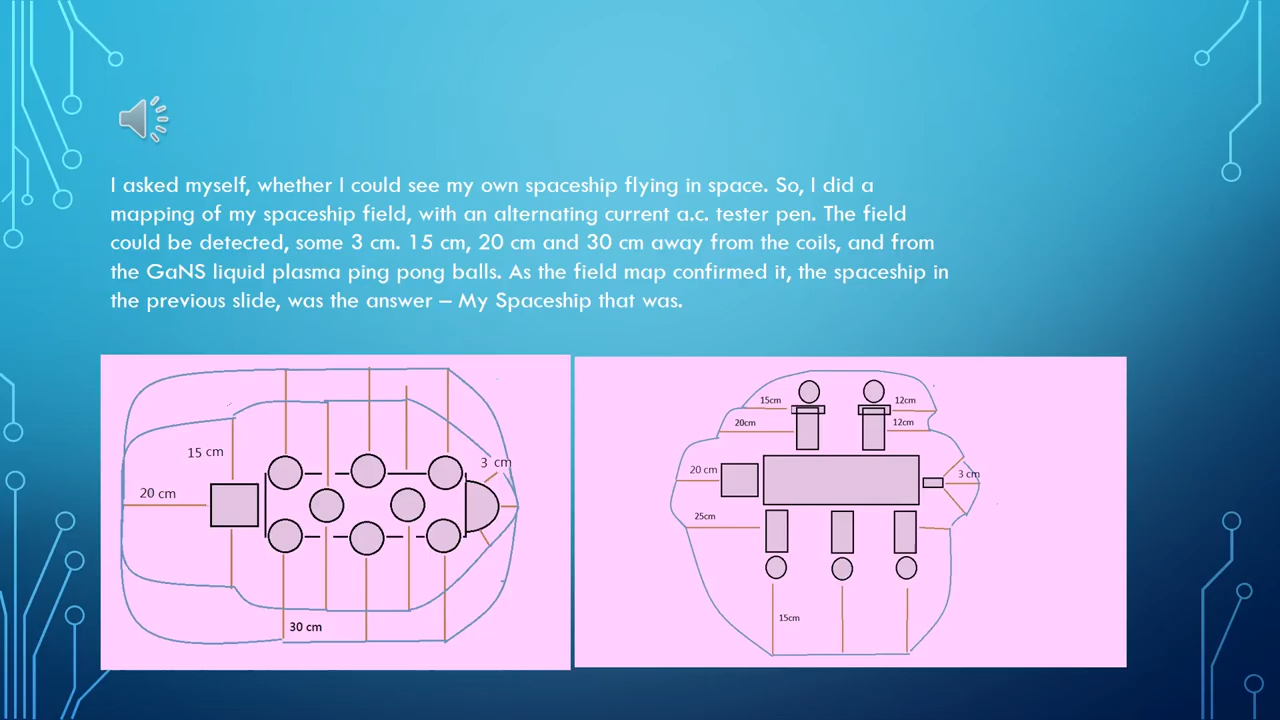 I asked myself, whether I could see my own spaceship flying in space. So, I did a
mapping of my spaceship field, with an alternating current a.c. tester pen. The field
could be detected, some 3 cm. 15 cm, 20 cm and 30 cm away from the coils, and from
the GaNS liquid plasma ping pong balls. As the field map confirmed it, the spaceship in
the previous slide, was the answer – My Spaceship that was.
15 cm
3 cm
20 cm
30 cm
15cm
12cm
20cm
12cm
20 cm
3 cm
25cm
15cm